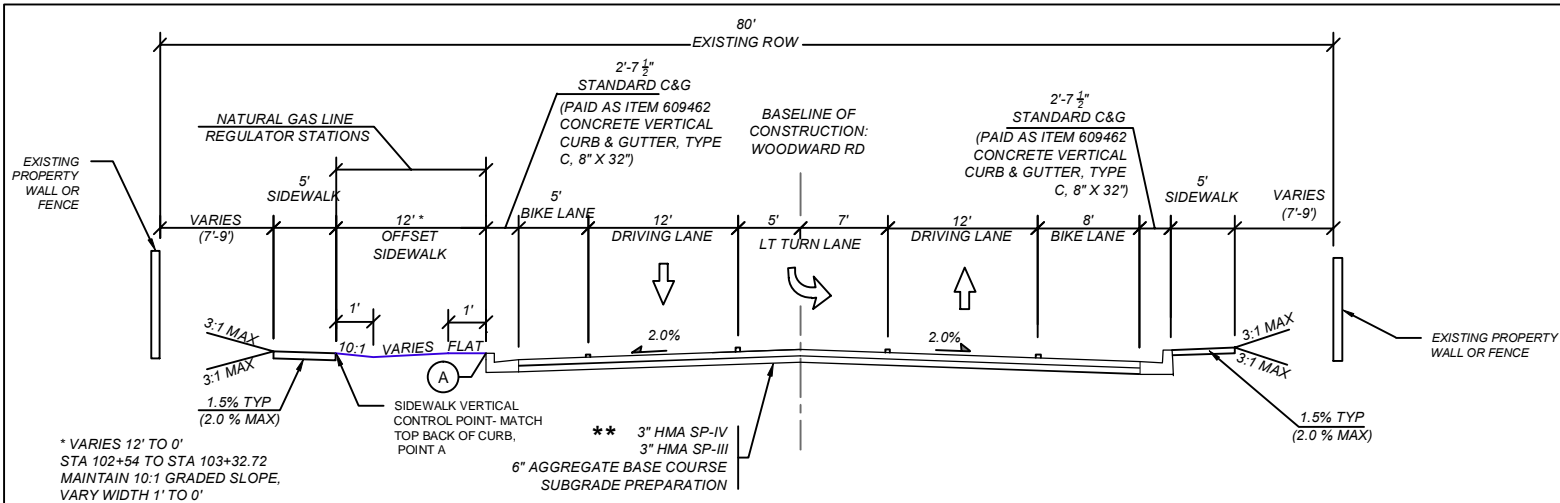 80'
EXISTING ROW
2'-7 1/2"
STANDARD C&G
(PAID AS ITEM 609462
CONCRETE VERTICAL
CURB & GUTTER, TYPE
C, 8" X 32")
BASELINE OF
CONSTRUCTION:
WOODWARD RD
2'-7 1/2"
STANDARD C&G
(PAID AS ITEM 609462
CONCRETE VERTICAL
CURB & GUTTER, TYPE
C, 8" X 32")
NATURAL GAS LINE
REGULATOR STATIONS
EXISTING
PROPERTY
WALL OR
FENCE
VARIES
(7'-9')
5'
SIDEWALK
12' *
OFFSET
SIDEWALK
5'
BIKE LANE
12'
DRIVING LANE
5'
7'
LT TURN LANE
12'
DRIVING LANE
8'
BIKE LANE
5'
SIDEWALK
VARIES
(7'-9')
1'
1'
3:1 MAX
3:1 MAX
10:1
VARIES
FLAT
A
2.0%
2.0%
3:1 MAX
3:1 MAX
EXISTING PROPERTY
WALL OR FENCE
1.5% TYP
(2.0 % MAX)
SIDEWALK VERTICAL
CONTROL POINT- MATCH
TOP BACK OF CURB,
POINT A
** 3" HMA SP-IV
3" HMA SP-III
6" AGGREGATE BASE COURSE
SUBGRADE PREPARATION
1.5% TYP
(2.0 % MAX)
* VARIES 12' TO 0'
STA 102+54 TO STA 103+32.72
MAINTAIN 10:1 GRADED SLOPE,
VARY WIDTH 1' TO 0'